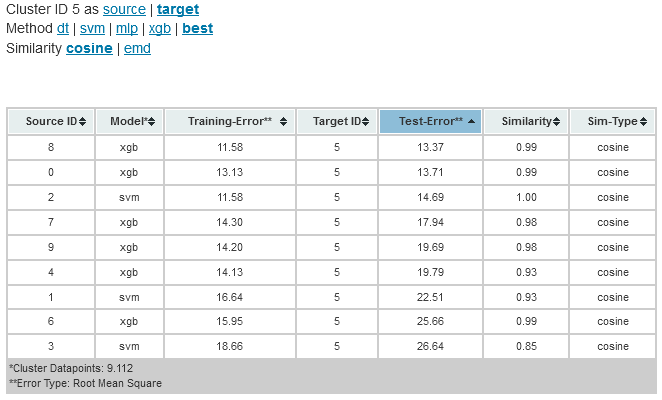 Cluster ID 5 as source | target
Method dt | svm | mlp | xgb | best
Similarity cosine | emd
Source ID Model* Training-Error** Target ID Test-Error** Similarity Sim-Type
8 xgb 11.58 5 13.37 0.99 cosine
0 xgb 13.13 5 13.71 0.99 cosine
2 svm 11.58 5 14.69 1.00 cosine
7 xgb 14.30 5 17.94 0.98 cosine
9 xgb 14.20 5 19.69 0.98 cosine
4 xgb 14.13 5 19.79 0.93 cosine
1 svm 16.64 5 22.51 0.93 cosine
6 xgb 15.95 5 25.66 0.99 cosine
3 svm 18.66 5 26.64 0.85 cosine
*Cluster Datapoints: 9.112
**Error Type: Root Mean Square